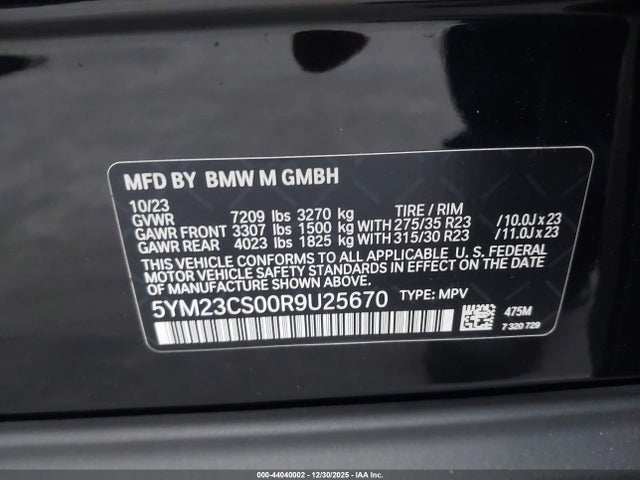 MFD BY BMW M GMBH
10/23
GVWR 7209 lbs 3270 kg TIRE / RIM
GAWR FRONT 3307 lbs 1500 kg WITH 275/35 R23 /10.0J x 23
GAWR REAR 4023 lbs 1825 kg WITH 315/30 R23 /11.0J x 23
THIS VEHICLE CONFORMS TO ALL APPLICABLE U. S. FEDERAL
MOTOR VEHICLE SAFETY STANDARDS IN EFFECT ON THE DATE
OF MANUFACTURE SHOWN ABOVE.
5YM23CS00R9U25670 TYPE: MPV
475M
7 320 729
000-44040002 - 12/30/2025 - IAAI.COM